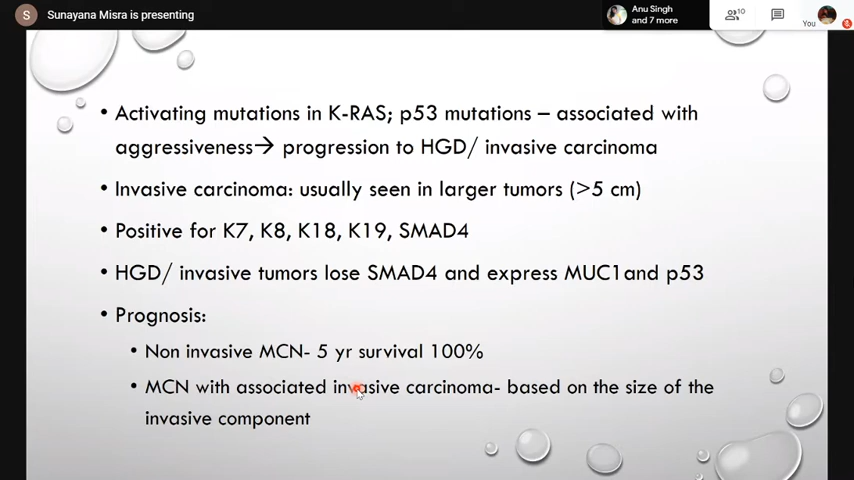 S Sunayana Misra is presenting
Anu Singh
and 7 more
10
You
• Activating mutations in K-RAS; p53 mutations – associated with
aggressiveness→ progression to HGD/ invasive carcinoma
• Invasive carcinoma: usually seen in larger tumors (>5 cm)
• Positive for K7, K8, K18, K19, SMAD4
• HGD/ invasive tumors lose SMAD4 and express MUC1and p53
• Prognosis:
• Non invasive MCN- 5 yr survival 100%
• MCN with associated invasive carcinoma- based on the size of the
invasive component